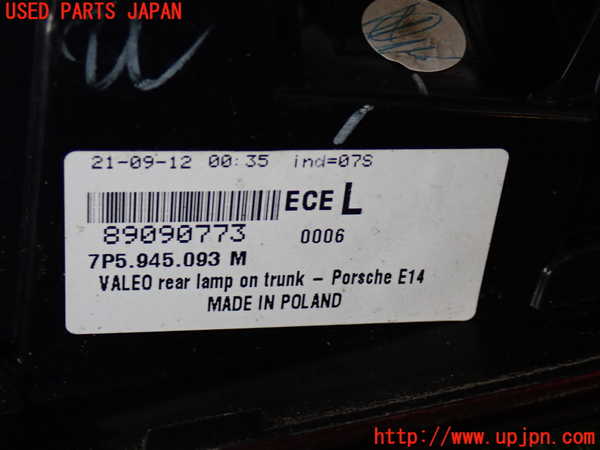 USED PARTS JAPAN
21-09-12 00:35 ind=07S
ECE L
89090773 0006
7P5.945.093 M
VALEO rear lamp on trunk - Porsche E14
MADE IN POLAND
http://www.upjpn.com/